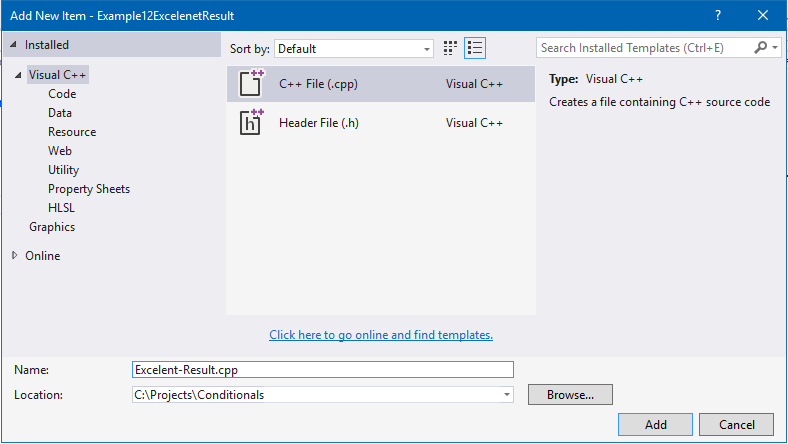 Add New Item - Example12ExcelenetResult
Installed
Sort by: Default
Search Installed Templates (Ctrl+E)
Visual C++
Code
Data
Resource
Web
Utility
Property Sheets
HLSL
Graphics
Online
C++ File (.cpp) Visual C++
Header File (.h) Visual C++
Type: Visual C++
Creates a file containing C++ source code
Click here to go online and find templates.
Name: Excelent-Result.cpp
Location: C:\Projects\Conditionals
Browse...
Add Cancel